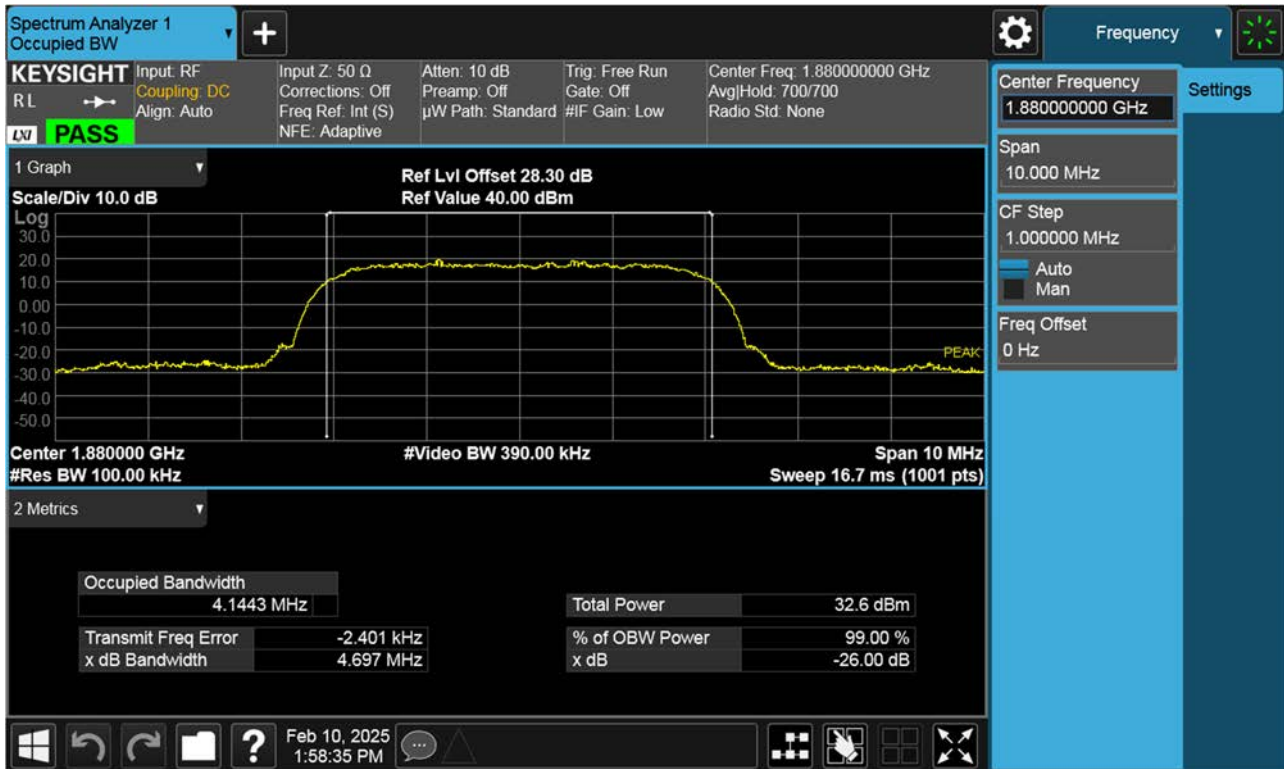 Spectrum Analyzer 1
Occupied BW
Frequency
KEYSIGHT
RL
LXI
PASS
Input: RF
Coupling: DC
Align: Auto
Input Z: 50 Ω
Corrections: Off
Freq Ref: Int (S)
NFE: Adaptive
Atten: 10 dB
Preamp: Off
µW Path: Standard
Trig: Free Run
Gate: Off
#IF Gain: Low
Center Freq: 1.880000000 GHz
Avg|Hold: 700/700
Radio Std: None
Center Frequency
1.880000000 GHz
Settings
Span
10.000 MHz
CF Step
1.000000 MHz
Auto
Man
Freq Offset
0 Hz
1 Graph
Scale/Div 10.0 dB
Ref Lvl Offset 28.30 dB
Ref Value 40.00 dBm
Log
30.0
20.0
10.0
0.00
-10.0
-20.0
-30.0
-40.0
-50.0
PEAK
Center 1.880000 GHz
#Video BW 390.00 kHz
Span 10 MHz
#Res BW 100.00 kHz
Sweep 16.7 ms (1001 pts)
2 Metrics
Occupied Bandwidth
4.1443 MHz
Total Power 32.6 dBm
Transmit Freq Error -2.401 kHz
% of OBW Power 99.00 %
x dB Bandwidth 4.697 MHz
x dB -26.00 dB
?
Feb 10, 2025
1:58:35 PM